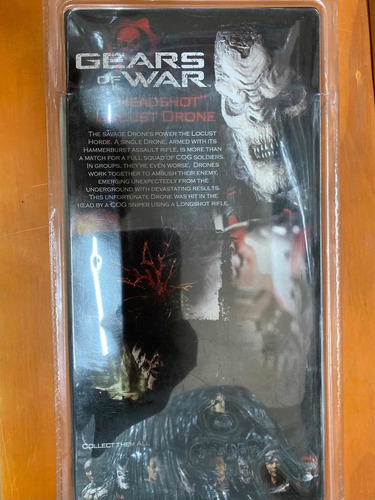 GEARS
OF WAR
"HEADSHOT"
LOCUST DRONE
THE SAVAGE DRONES POWER THE LOCUST
HORDE. A SINGLE DRONE, ARMED WITH ITS
HAMMERBURST ASSAULT RIFLE, IS MORE THAN
A MATCH FOR A FULL SQUAD OF COG SOLDIERS.
IN GROUPS, THEY'RE EVEN WORSE. DRONES
WORK TOGETHER TO AMBUSH THEIR ENEMY,
EMERGING UNEXPECTEDLY FROM THE
UNDERGROUND WITH DEVASTATING RESULTS.
THIS UNFORTUNATE DRONE WAS HIT IN THE
HEAD BY A COG SNIPER USING A LONGSHOT RIFLE.
COLLECT THEM ALL